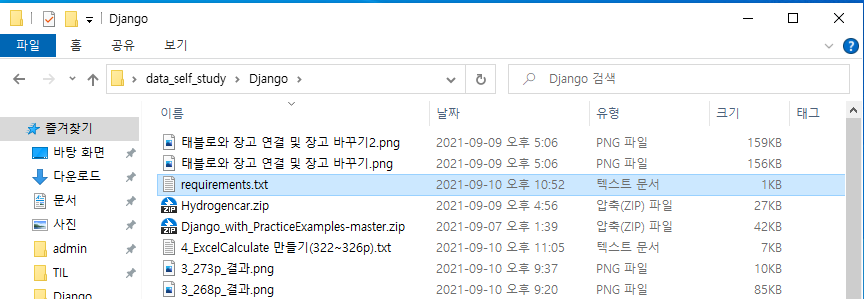 Django
파일 홈 공유 보기
data_self_study Django Django 검색
이름 날짜 유형 크기 태그
즐겨찾기
바탕 화면
다운로드
문서
사진
admin
TIL
Django
태블로와 장고 연결 및 장고 바꾸기2.png 2021-09-09 오후 5:06 PNG 파일 159KB
태블로와 장고 연결 및 장고 바꾸기.png 2021-09-09 오후 5:06 PNG 파일 156KB
requirements.txt 2021-09-10 오후 10:52 텍스트 문서 1KB
Hydrogencar.zip 2021-09-09 오후 4:56 압축(ZIP) 파일 27KB
Django_with_PracticeExamples-master.zip 2021-09-07 오후 1:39 압축(ZIP) 파일 42KB
4_ExcelCalculate 만들기(322~326p).txt 2021-09-10 오후 11:05 텍스트 문서 7KB
3_273p_결과.png 2021-09-10 오후 9:37 PNG 파일 10KB
3_268p_결과.png 2021-09-10 오후 9:20 PNG 파일 85KB